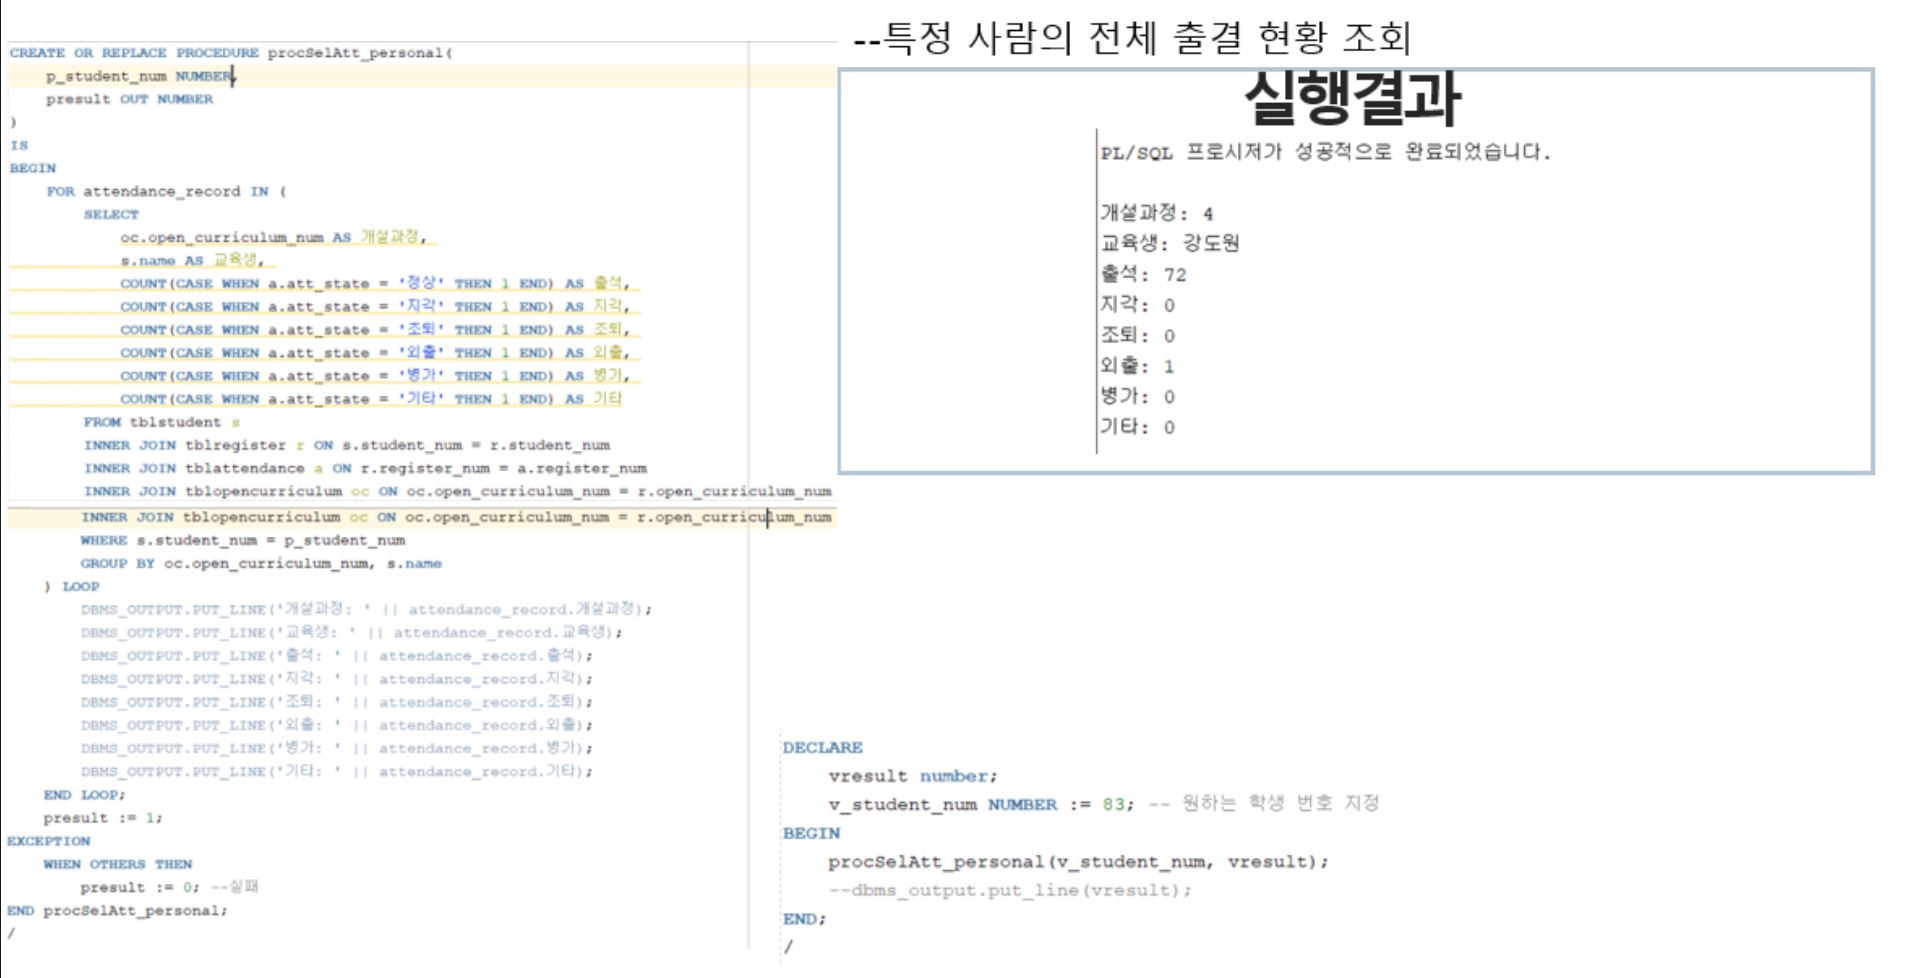 CREATE OR REPLACE PROCEDURE procSelAtt_personal(
p_student_num NUMBER,
presult OUT NUMBER
)
IS
BEGIN
FOR attendance_record IN (
SELECT
oc.open_curriculum_num AS 개설과정,
s.name AS 교육생,
COUNT(CASE WHEN a.att_state = '정상' THEN 1 END) AS 출석,
COUNT(CASE WHEN a.att_state = '지각' THEN 1 END) AS 지각,
COUNT(CASE WHEN a.att_state = '조퇴' THEN 1 END) AS 조퇴,
COUNT(CASE WHEN a.att_state = '외출' THEN 1 END) AS 외출,
COUNT(CASE WHEN a.att_state = '병가' THEN 1 END) AS 병가,
COUNT(CASE WHEN a.att_state = '기타' THEN 1 END) AS 기타
FROM tblstudent s
INNER JOIN tblregister r ON s.student_num = r.student_num
INNER JOIN tblattendance a ON r.register_num = a.register_num
INNER JOIN tblopencurriculum oc ON oc.open_curriculum_num = r.open_curriculum_num
INNER JOIN tblopencurriculum oc ON oc.open_curriculum_num = r.open_curriculum_num
WHERE s.student_num = p_student_num
GROUP BY oc.open_curriculum_num, s.name
) LOOP
DBMS_OUTPUT.PUT_LINE('개설과정: ' || attendance_record.개설과정);
DBMS_OUTPUT.PUT_LINE('교육생: ' || attendance_record.교육생);
DBMS_OUTPUT.PUT_LINE('출석: ' || attendance_record.출석);
DBMS_OUTPUT.PUT_LINE('지각: ' || attendance_record.지각);
DBMS_OUTPUT.PUT_LINE('조퇴: ' || attendance_record.조퇴);
DBMS_OUTPUT.PUT_LINE('외출: ' || attendance_record.외출);
DBMS_OUTPUT.PUT_LINE('병가: ' || attendance_record.병가);
DBMS_OUTPUT.PUT_LINE('기타: ' || attendance_record.기타);
END LOOP;
presult := 1;
EXCEPTION
WHEN OTHERS THEN
presult := 0; --실패
END procSelAtt_personal;
/
--특정 사람의 전체 출결 현황 조회
실행결과
PL/SQL 프로시저가 성공적으로 완료되었습니다.
개설과정: 4
교육생: 강도원
출석: 72
지각: 0
조퇴: 0
외출: 1
병가: 0
기타: 0
DECLARE
vresult number;
v_student_num NUMBER := 83; -- 원하는 학생 번호 지정
BEGIN
procSelAtt_personal(v_student_num, vresult);
--dbms_output.put_line(vresult);
END;
/